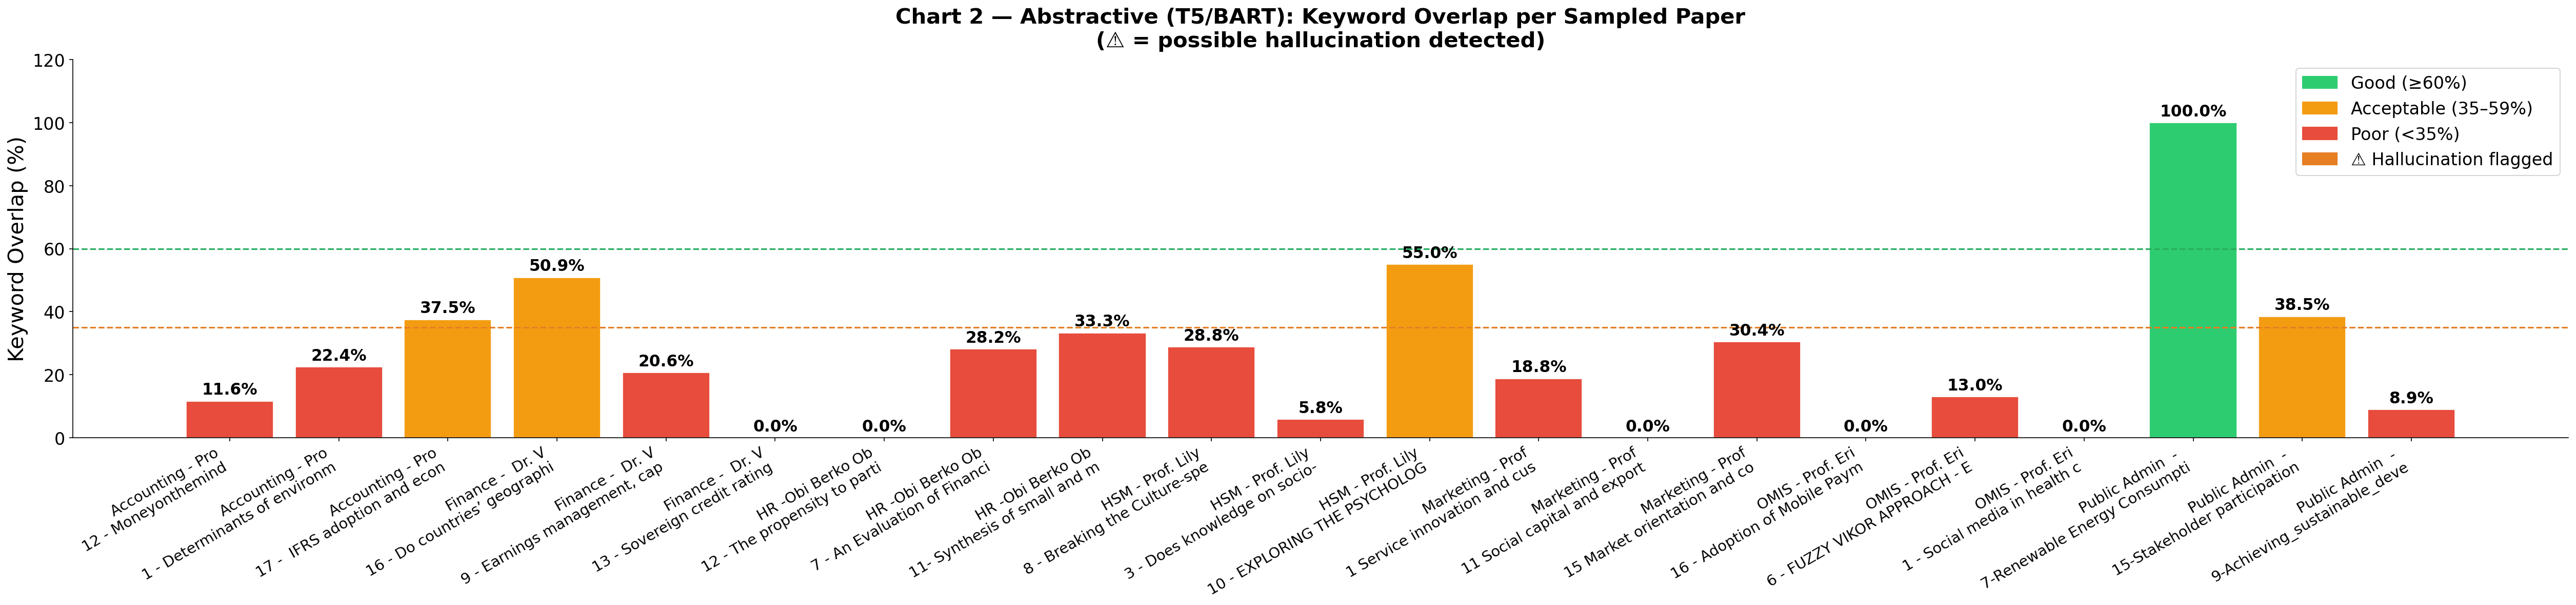 Chart 2 — Abstractive (T5/BART): Keyword Overlap per Sampled Paper
(⚠ = possible hallucination detected)
Keyword Overlap (%)
120
100
80
60
40
20
0
Good (≥60%)
Acceptable (35–59%)
Poor (<35%)
⚠ Hallucination flagged
11.6%
22.4%
37.5%
50.9%
20.6%
0.0%
0.0%
28.2%
33.3%
28.8%
5.8%
55.0%
18.8%
0.0%
30.4%
0.0%
13.0%
0.0%
100.0%
38.5%
8.9%
Accounting - Pro
12 - Moneyonthemind
Accounting - Pro
1 - Determinants of environm
Accounting - Pro
17 - IFRS adoption and econ
Finance - Dr. V
16 - Do countries' geographi
Finance - Dr. V
9 - Earnings management, cap
Finance - Dr. V
13 - Sovereign credit rating
HR -Obi Berko Ob
12 - The propensity to parti
HR -Obi Berko Ob
7 - An Evaluation of Financi
HR -Obi Berko Ob
11- Synthesis of small and m
HSM - Prof. Lily
8 - Breaking the Culture-spe
HSM - Prof. Lily
3 - Does knowledge on socio-
HSM - Prof. Lily
10 - EXPLORING THE PSYCHOLOG
Marketing - Prof
1 Service innovation and cus
Marketing - Prof
11 Social capital and export
Marketing - Prof
15 Market orientation and co
OMIS - Prof. Eri
16 - Adoption of Mobile Paym
OMIS - Prof. Eri
6 - FUZZY VIKOR APPROACH - E
OMIS - Prof. Eri
1 - Social media in health c
Public Admin -
7-Renewable Energy Consumpti
Public Admin -
15-Stakeholder participation
Public Admin -
9-Achieving_sustainable_deve